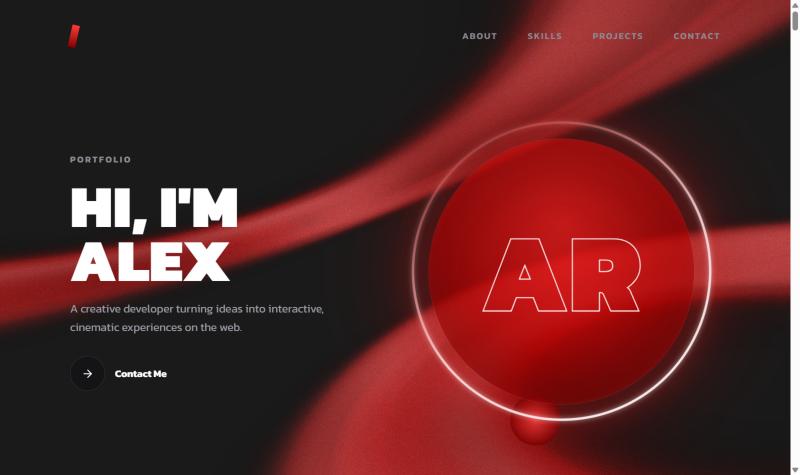 ABOUT SKILLS PROJECTS CONTACT
PORTFOLIO
HI, I'M
ALEX
A creative developer turning ideas into interactive,
cinematic experiences on the web.
Contact Me
AR